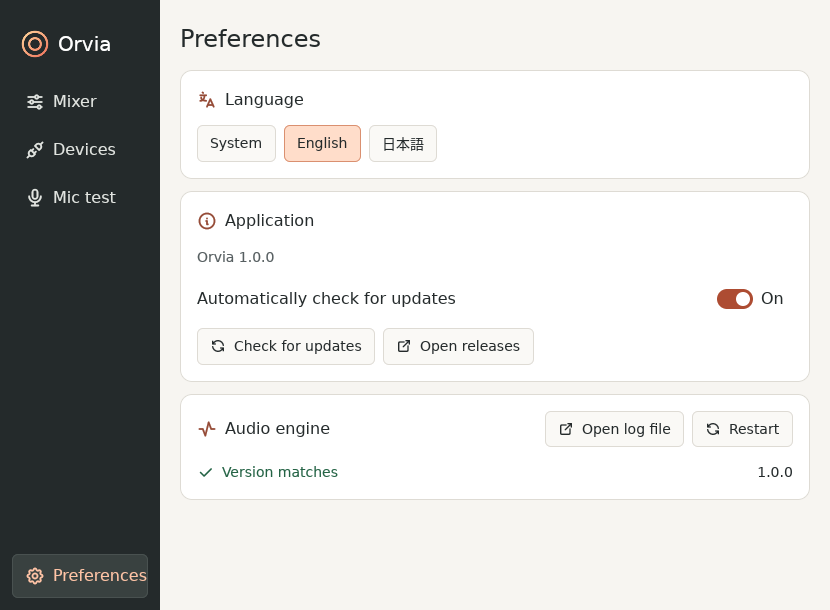 Orvia
Mixer
Devices
Mic test
Preferences
Preferences
Language
System English 日本語
Application
Orvia 1.0.0
Automatically check for updates On
Check for updates Open releases
Audio engine Open log file Restart
Version matches 1.0.0